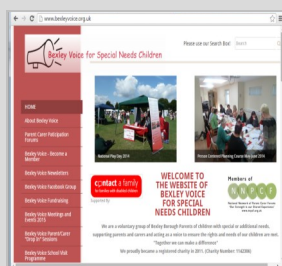 www.bexleyvoice.org.uk
Please use our Search Box:
Search
Bexley Voice for Special Needs Children
HOME
About Bexley Voice
Parent Carer Participation
Forums
Bexley Voice - Become a
Member
Bexley Voice Newsletters
Bexley Voice Facebook Group
Bexley Voice Fundraising
Bexley Voice Meetings and
Events 2015
Bexley Voice Parent/Carer
"Drop In" Sessions
Bexley Voice School Visit
Programme
National Play Day 2014
contact a family
for families with disabled children
Supported By
WELCOME TO
THE WEBSITE OF
BEXLEY VOICE
FOR SPECIAL
NEEDS CHILDREN
Members of
NNPCF
We are a voluntary group of Bexley Borough Parents of children with special or additional needs,
supporting parents and carers and acting as a voice to ensure the rights and needs of our children are met.
"Together we can make a difference"
We proudly became a registered charity in 2011. (Charity Number: 1142386)